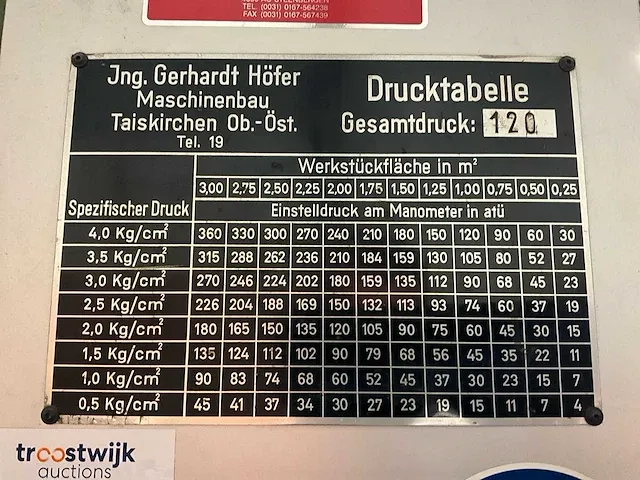 TEL. (0031) 0167-564238
FAX (0031) 0167-567439
Jng. Gerhardt Höfer
Maschinenbau
Taiskirchen Ob.-Öst.
Tel. 19
Drucktabelle
Gesamtdruck: 120
Werkstückfläche in m²
3,00 2,75 2,50 2,25 2,00 1,75 1,50 1,25 1,00 0,75 0,50 0,25
Spezifischer Druck Einstelldruck am Manometer in atü
4,0 Kg/cm² 360 330 300 270 240 210 180 150 120 90 60 30
3,5 Kg/cm² 315 288 262 236 210 184 159 130 105 80 52 27
3,0 Kg/cm² 270 246 224 202 180 159 135 112 90 68 45 23
2,5 Kg/cm² 226 204 188 169 150 132 113 93 74 60 37 19
2,0 Kg/cm² 180 165 150 135 120 105 90 75 60 45 30 15
1,5 Kg/cm² 135 124 112 102 90 79 68 56 45 35 22 11
1,0 Kg/cm² 90 83 74 68 60 52 45 37 30 23 15 7
0,5 Kg/cm² 45 41 37 34 30 27 23 19 15 11 7 4
troostwijk
auctions